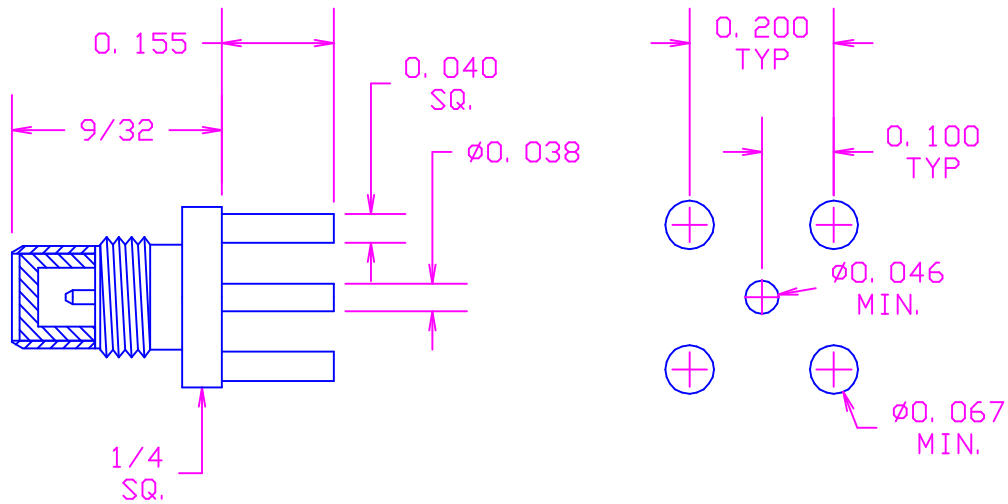 0. 155
0. 040
SQ.
9/32
ø0. 038
1/4
SQ.
0. 200
TYP
0. 100
TYP
ø0. 046
MIN.
ø0. 067
MIN.